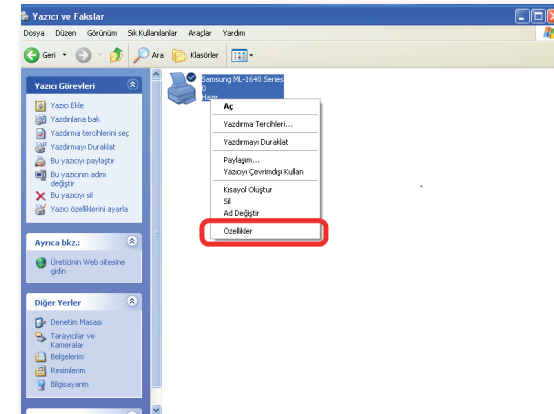 Yazıcı ve Fakslar
Dosya Düzen Görünüm Sık Kullanılanlar Araçlar Yardım
Geri Ara Klasörler
Yazıcı Görevleri
Yazıcı Ekle
Yazdırılana bak
Yazdırma tercihlerini seç
Yazdırmayı Duraklat
Bu yazıcıyı paylaştır
Bu yazıcının adını
değiştir
Bu yazıcıyı sil
Yazıcı özelliklerini ayarla
Ayrıca bkz.:
Üreticinin Web sitesine
gidin
Diğer Yerler
Denetim Masası
Tarayıcılar ve
Kameralar
Belgelerim
Resimlerim
Bilgisayarım
Samsung ML-1640 Series
0
Hazır
Aç
Yazdırma Tercihleri...
Yazdırmayı Duraklat
Paylaşım...
Yazıcıyı Çevrimdışı Kullan
Kısayol Oluştur
Sil
Ad Değiştir
Özellikler